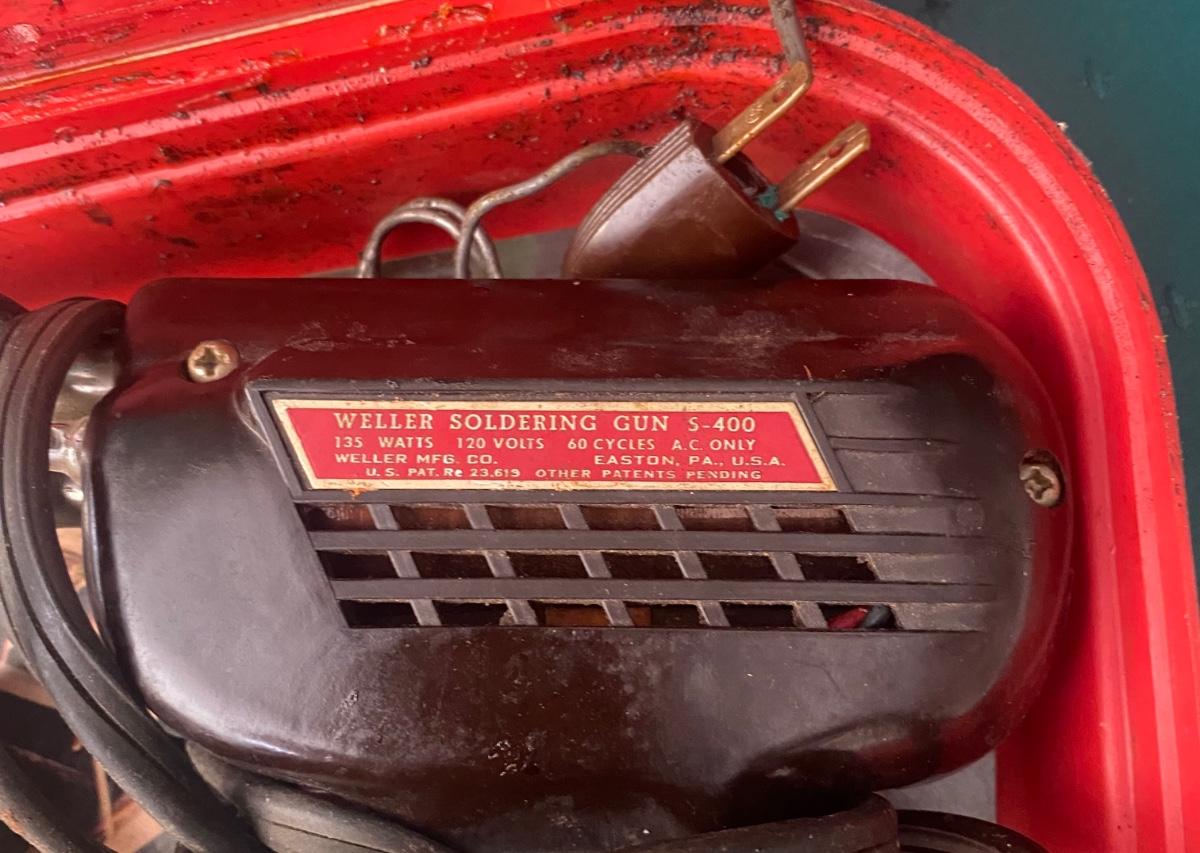 WELLER SOLDERING GUN S-400
135 WATTS 120 VOLTS 60 CYCLES A.C. ONLY
WELLER MFG. CO. EASTON, PA., U.S.A.
U.S. PAT. Re 23,619 OTHER PATENTS PENDING